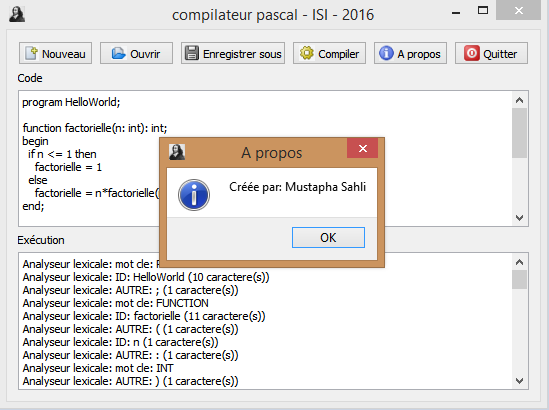 compilateur pascal - ISI - 2016
Nouveau
Ouvrir
Enregistrer sous
Compiler
A propos
Quitter
Code
program HelloWorld;
function factorielle(n: int): int;
begin
if n <= 1 then
factorielle = 1
else
factorielle = n*factorielle(
end;
A propos
Créée par: Mustapha Sahli
OK
Exécution
Analyseur lexicale: mot cle:
Analyseur lexicale: ID: HelloWorld (10 caractere(s))
Analyseur lexicale: AUTRE: ; (1 caractere(s))
Analyseur lexicale: mot cle: FUNCTION
Analyseur lexicale: ID: factorielle (11 caractere(s))
Analyseur lexicale: AUTRE: ( (1 caractere(s))
Analyseur lexicale: ID: n (1 caractere(s))
Analyseur lexicale: AUTRE: : (1 caractere(s))
Analyseur lexicale: mot cle: INT
Analyseur lexicale: AUTRE: ) (1 caractere(s))